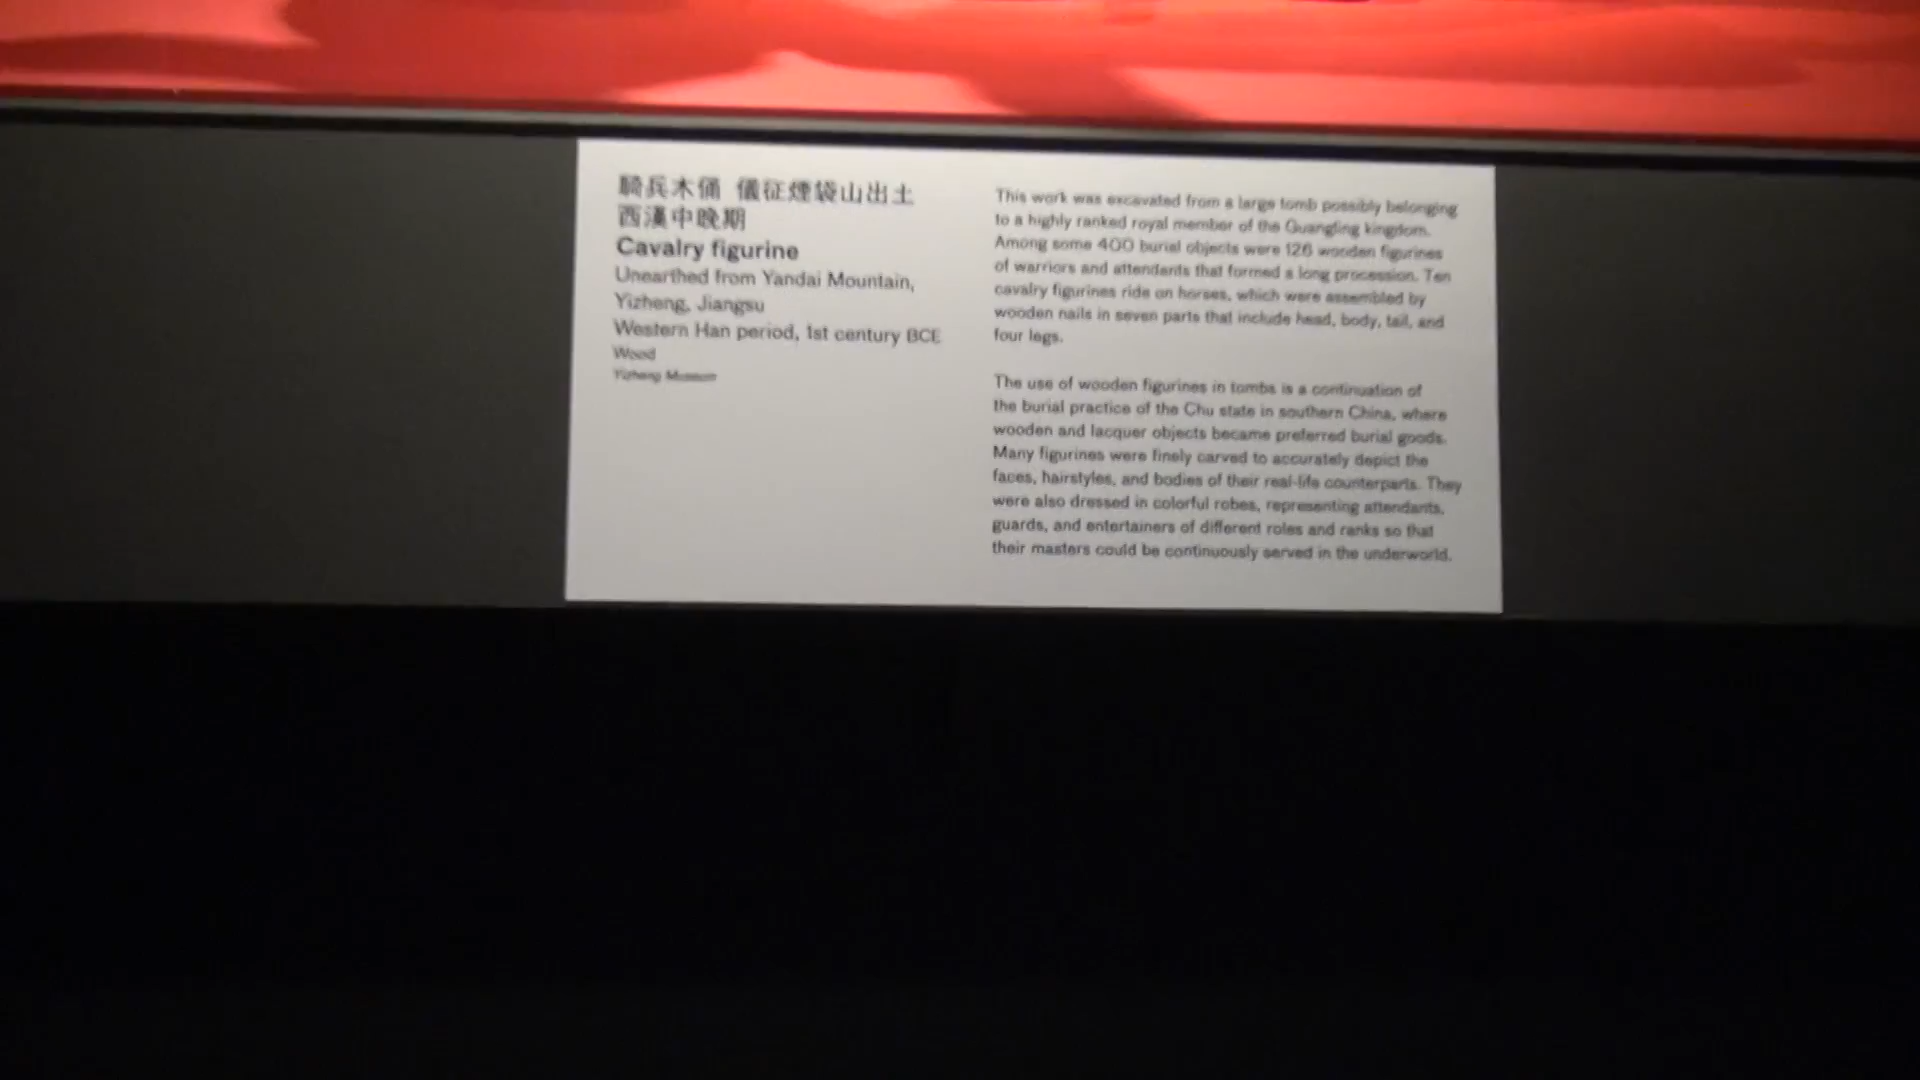 騎兵木俑 儀征煙袋山出土
西漢中晚期
Cavalry figurine
Unearthed from Yandai Mountain,
Yizheng, Jiangsu
Western Han period, 1st century BCE
Wood
Yizheng Museum
This work was excavated from a large tomb possibly belonging
to a highly ranked royal member of the Guangling kingdom.
Among some 400 burial objects were 126 wooden figurines
of warriors and attendants that formed a long procession. Ten
cavalry figurines ride on horses, which were assembled by
wooden nails in seven parts that include head, body, tail, and
four legs.
The use of wooden figurines in tombs is a continuation of
the burial practice of the Chu state in southern China, where
wooden and lacquer objects became preferred burial goods.
Many figurines were finely carved to accurately depict the
faces, hairstyles, and bodies of their real-life counterparts. They
were also dressed in colorful robes, representing attendants,
guards, and entertainers of different roles and ranks so that
their masters could be continuously served in the underworld.